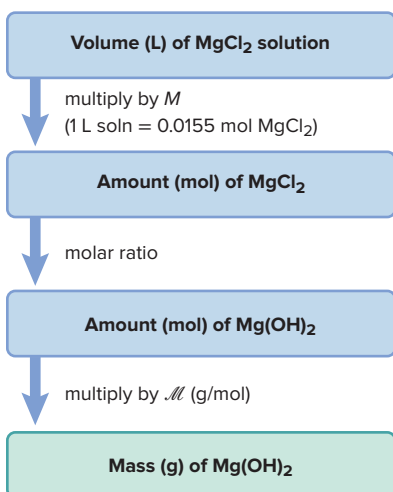 Volume (L) of MgCl₂ solution
multiply by M
(1 L soln = 0.0155 mol MgCl₂)
Amount (mol) of MgCl₂
molar ratio
Amount (mol) of Mg(OH)₂
multiply by ℳ (g/mol)
Mass (g) of Mg(OH)₂